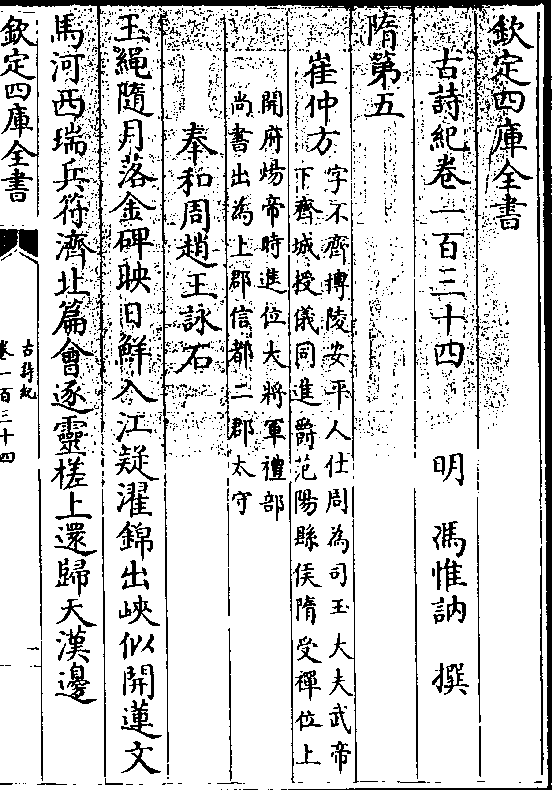 欽定四庫全書
古詩紀卷一百三十四 明 馮惟訥 撰
隋第五
崔仲方 字不齊博陵安平人仕周為司玉大夫武帝
下齊城授儀同進爵范陽縣侯隋受禪位上
開府煬帝時進位大將軍禮部
尚書出為上郡信都二郡太守
奉和周趙王詠石
玉繩隨月落金碑映日鮮入江疑濯錦出峽似開蓮文
馬河西瑞兵符濟北篇會逐靈槎上還歸天漢邊
欽定四庫全書
古詩紀
卷一百三十四